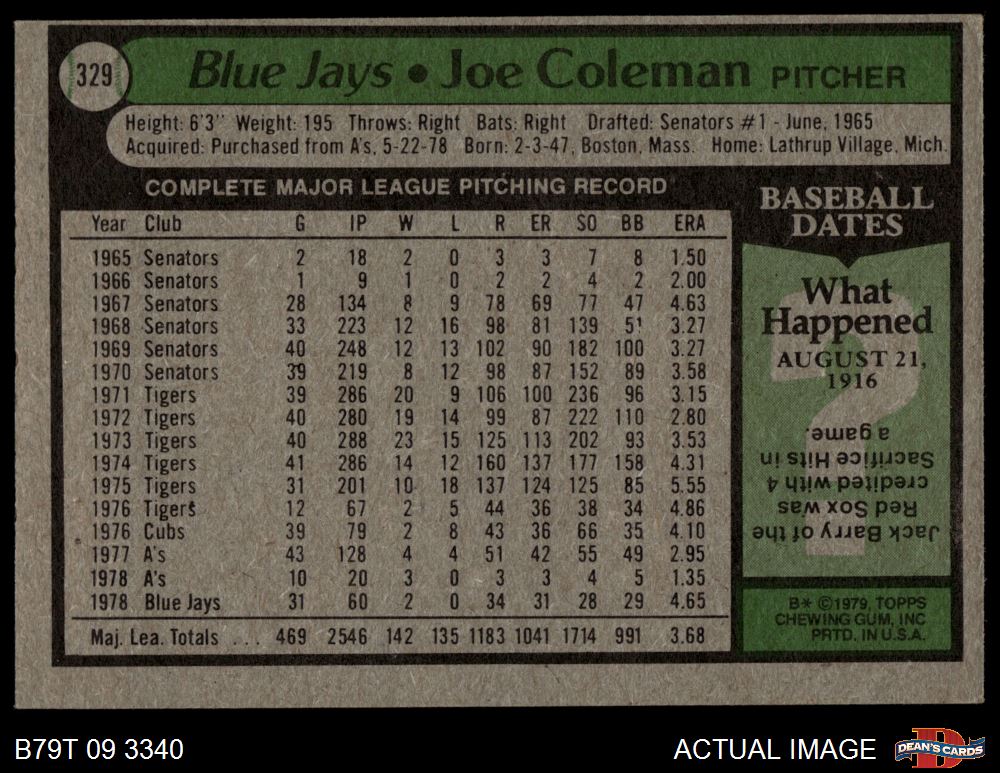 329
Blue Jays • Joe Coleman PITCHER
Height: 6'3" Weight: 195 Throws: Right Bats: Right Drafted: Senators #1 - June, 1965
Acquired: Purchased from A's, 5-22-78 Born: 2-3-47, Boston, Mass. Home: Lathrup Village, Mich.
COMPLETE MAJOR LEAGUE PITCHING RECORD
Year Club G IP W L R ER SO BB ERA
1965 Senators 2 18 2 0 3 3 7 8 1.50
1966 Senators 1 9 1 0 2 2 4 2 2.00
1967 Senators 28 134 8 9 78 69 77 47 4.63
1968 Senators 33 223 12 16 98 81 139 51 3.27
1969 Senators 40 248 12 13 102 90 182 100 3.27
1970 Senators 39 219 8 12 98 87 152 89 3.58
1971 Tigers 39 286 20 9 106 100 236 96 3.15
1972 Tigers 40 280 19 14 99 87 222 110 2.80
1973 Tigers 40 288 23 15 125 113 202 93 3.53
1974 Tigers 41 286 14 12 160 137 177 158 4.31
1975 Tigers 31 201 10 18 137 124 125 85 5.55
1976 Tigers 12 67 2 5 44 36 38 34 4.86
1976 Cubs 39 79 2 8 43 36 66 35 4.10
1977 A's 43 128 4 4 51 42 55 49 2.95
1978 A's 10 20 3 0 3 3 4 5 1.35
1978 Blue Jays 31 60 2 0 34 31 28 29 4.65
Maj. Lea. Totals ... 469 2546 142 135 1183 1041 1714 991 3.68
BASEBALL
DATES
What
Happened
AUGUST 21,
1916
Jack Barry of the
Red Sox was
credited with 4
Sacrifice Hits in
a game.
B* ©1979, TOPPS
CHEWING GUM, INC
PRTD. IN U.S.A.
B79T 09 3340
ACTUAL IMAGE
D
DEAN'S CARDS